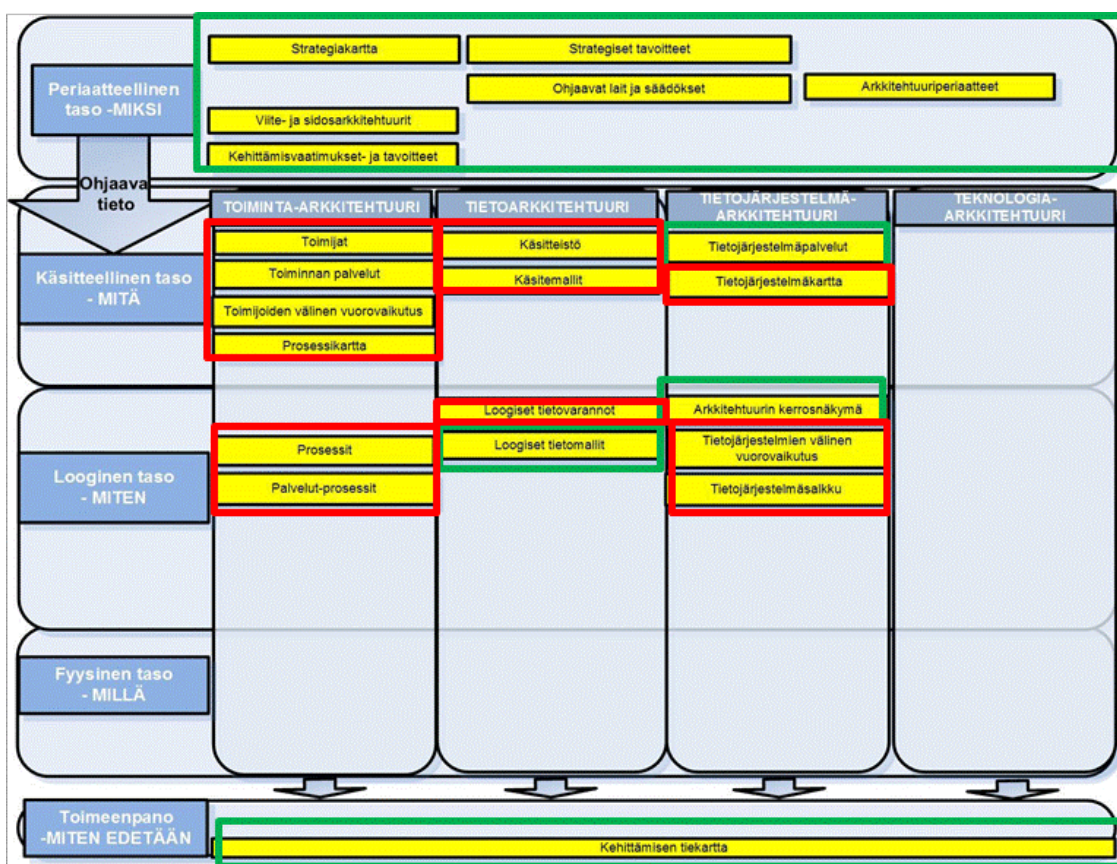 Strategiakartta
Strategiset tavoitteet
Periaatteellinen
taso -MIKSI
Ohjaavat lait ja säädökset
Arkkitehtuuriperiaatteet
Viite- ja sidosarkkitehtuurit
Kehittämisvaatimukset- ja tavoitteet
Ohjaava
tieto
TOIMINTA-ARKKITEHTUURI
TIETOARKKITEHTUURI
TIETOJÄRJESTELMÄ-
ARKKITEHTUURI
TEKNOLOGIA-
ARKKITEHTUURI
Käsitteellinen taso
- MITÄ
Toimijat
Toiminnan palvelut
Toimijoiden välinen vuorovaikutus
Prosessikartta
Käsitteistö
Käsitemallit
Tietojärjestelmäpalvelut
Tietojärjestelmäkartta
Looginen taso
- MITEN
Prosessit
Palvelut-prosessit
Loogiset tietovarannot
Loogiset tietomallit
Arkkitehtuurin kerrosnäkymä
Tietojärjestelmien välinen
vuorovaikutus
Tietojärjestelmäsalkku
Fyysinen taso
- MILLÄ
Toimeenpano
-MITEN EDETÄÄN
Kehittämisen tiekartta